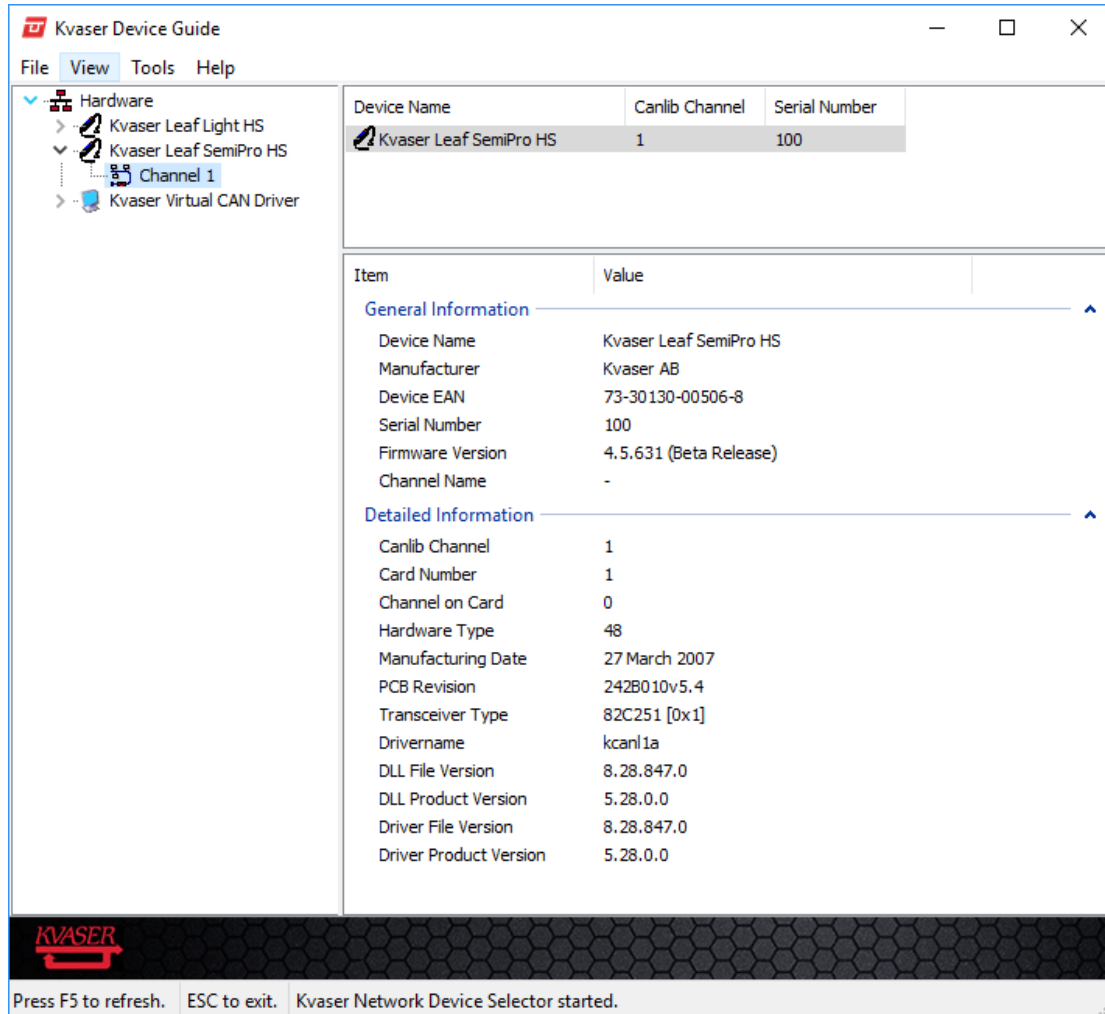 Kvaser Device Guide
File View Tools Help
Hardware
Kvaser Leaf Light HS
Kvaser Leaf SemiPro HS
Channel 1
Kvaser Virtual CAN Driver
Device Name Canlib Channel Serial Number
Kvaser Leaf SemiPro HS 1 100
Item Value
General Information
Device Name Kvaser Leaf SemiPro HS
Manufacturer Kvaser AB
Device EAN 73-30130-00506-8
Serial Number 100
Firmware Version 4.5.631 (Beta Release)
Channel Name -
Detailed Information
Canlib Channel 1
Card Number 1
Channel on Card 0
Hardware Type 48
Manufacturing Date 27 March 2007
PCB Revision 242B010v5.4
Transceiver Type 82C251 [0x1]
Drivername kcanl1a
DLL File Version 8.28.847.0
DLL Product Version 5.28.0.0
Driver File Version 8.28.847.0
Driver Product Version 5.28.0.0
KVASER
Press F5 to refresh. ESC to exit. Kvaser Network Device Selector started.